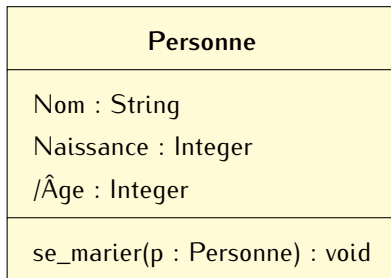 Personne
Nom : String
Naissance : Integer
/Âge : Integer
se_marier(p : Personne) : void